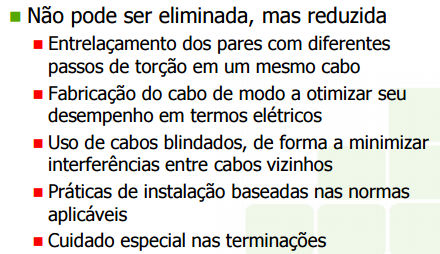 Não pode ser eliminada, mas reduzida
Entrelaçamento dos pares com diferentes
passos de torção em um mesmo cabo
Fabricação do cabo de modo a otimizar seu
desempenho em termos elétricos
Uso de cabos blindados, de forma a minimizar
interferências entre cabos vizinhos
Práticas de instalação baseadas nas normas
aplicáveis
Cuidado especial nas terminações